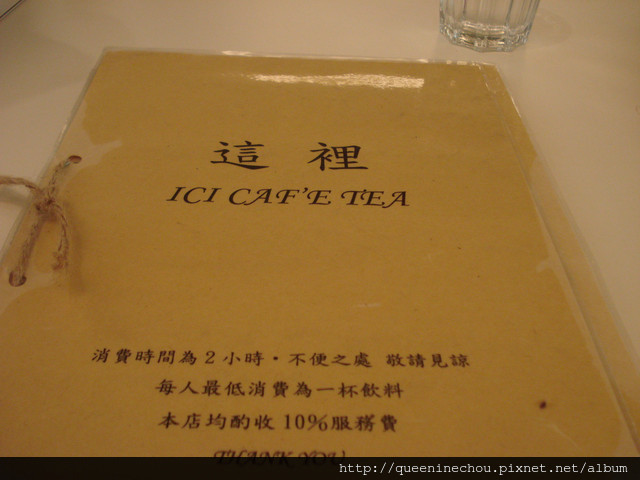 這裡
ICI CAF'E TEA
消費時間為2小時·不便之處 敬請見諒
每人最低消費為一杯飲料
本店均酌收10%服務費
THANK YOU
http://queeninechou.pixnet.net/album